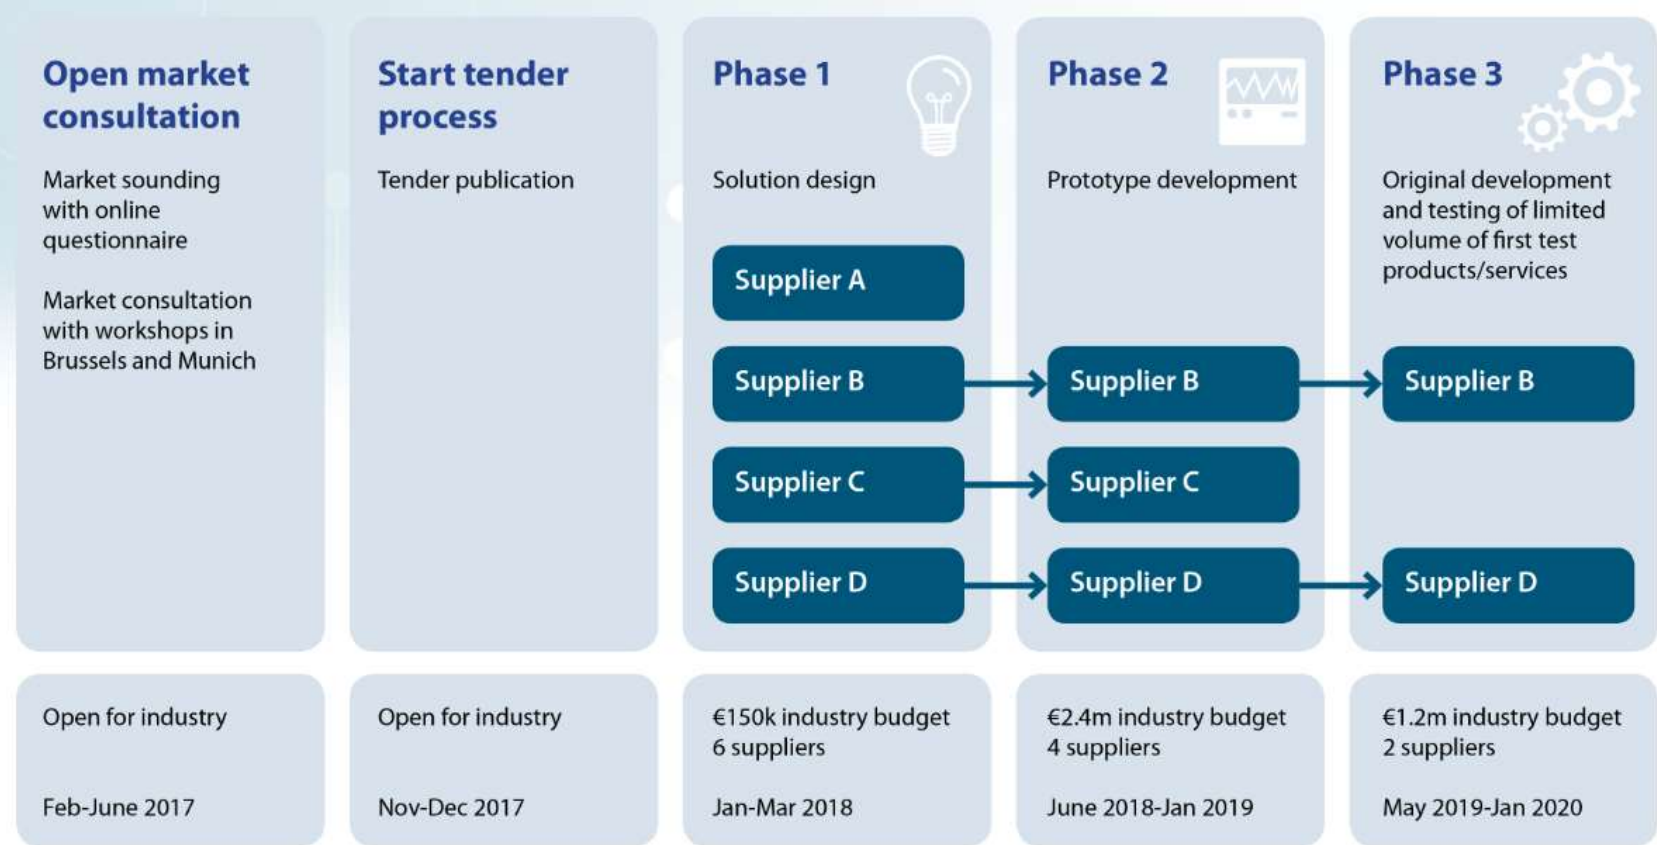 Open market
consultation
Market sounding
with online
questionnaire
Market consultation
with workshops in
Brussels and Munich
Open for industry
Feb-June 2017
Start tender
process
Tender publication
Open for industry
Nov-Dec 2017
Phase 1
Solution design
Supplier A
Supplier B
Supplier C
Supplier D
€150k industry budget
6 suppliers
Jan-Mar 2018
Phase 2
Prototype development
Supplier B
Supplier C
Supplier D
€2.4m industry budget
4 suppliers
June 2018-Jan 2019
Phase 3
Original development
and testing of limited
volume of first test
products/services
Supplier B
Supplier D
€1.2m industry budget
2 suppliers
May 2019-Jan 2020